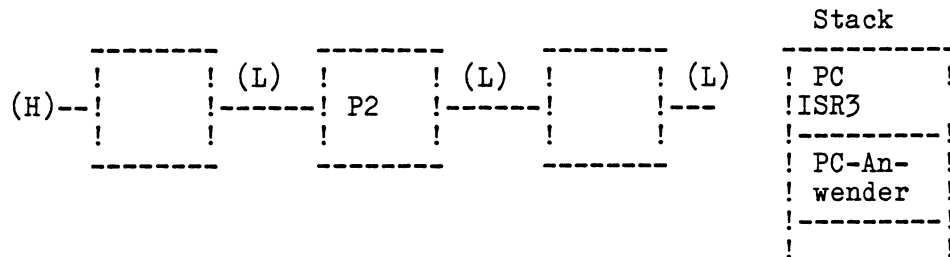 Stack
(L) (L) (L) PC
(H) P2 ISR3
PC-An-
wender